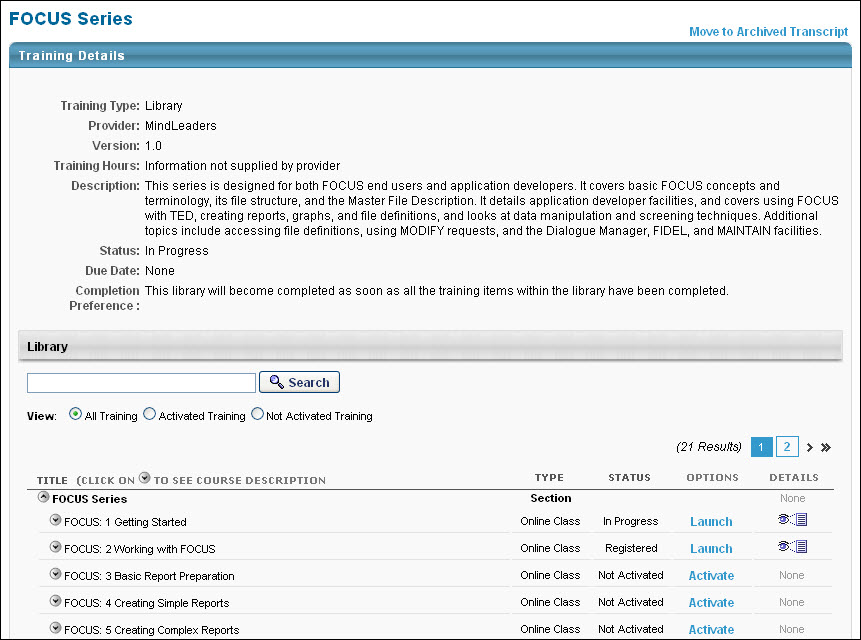 FOCUS Series
Move to Archived Transcript
Training Details
Training Type: Library
Provider: MindLeaders
Version: 1.0
Training Hours: Information not supplied by provider
Description: This series is designed for both FOCUS end users and application developers. It covers basic FOCUS concepts and
terminology, its file structure, and the Master File Description. It details application developer facilities, and covers using FOCUS
with TED, creating reports, graphs, and file definitions, and looks at data manipulation and screening techniques. Additional
topics include accessing file definitions, using MODIFY requests, and the Dialogue Manager, FIDEL, and MAINTAIN facilities.
Status: In Progress
Due Date: None
Completion This library will become completed as soon as all the training items within the library have been completed.
Preference :
Library
Search
View: All Training Activated Training Not Activated Training
(21 Results) 1 2 > »
TITLE (CLICK ON TO SEE COURSE DESCRIPTION TYPE STATUS OPTIONS DETAILS
FOCUS Series Section None
FOCUS: 1 Getting Started Online Class In Progress Launch
FOCUS: 2 Working with FOCUS Online Class Registered Launch
FOCUS: 3 Basic Report Preparation Online Class Not Activated Activate None
FOCUS: 4 Creating Simple Reports Online Class Not Activated Activate None
FOCUS: 5 Creating Complex Reports Online Class Not Activated Activate None